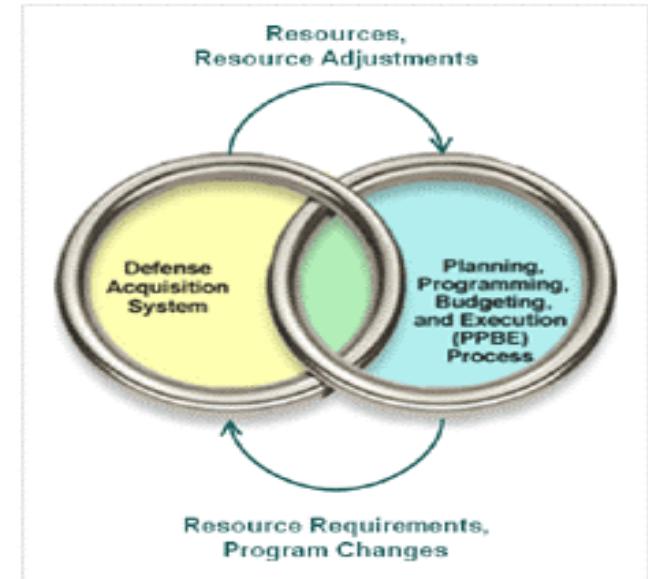 Resources,
Resource Adjustments
Defense
Acquisition
System
Planning,
Programming,
Budgeting,
and Execution
(PPBE)
Process
Resource Requirements,
Program Changes